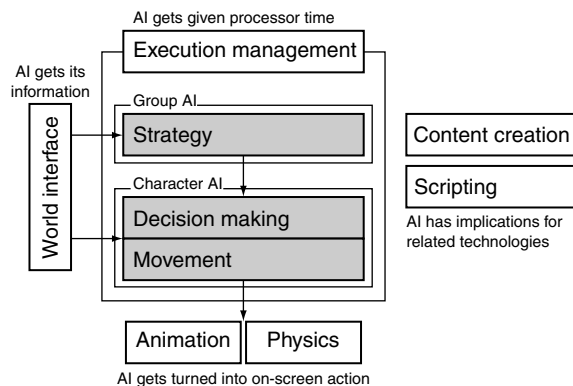 AI gets given processor time
Execution management
AI gets its
information
World interface
Group AI
Strategy
Character AI
Decision making
Movement
Animation
Physics
AI gets turned into on-screen action
Content creation
Scripting
AI has implications for
related technologies